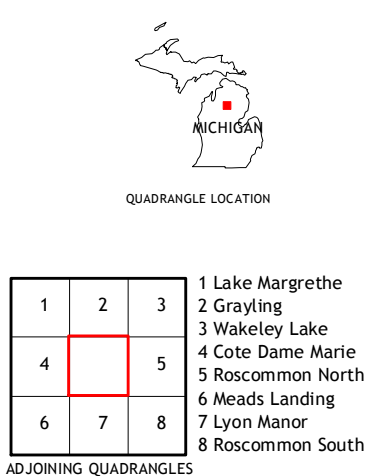 MICHIGAN
QUADRANGLE LOCATION
1 2 3
4 5
6 7 8
1 Lake Margrethe
2 Grayling
3 Wakeley Lake
4 Cote Dame Marie
5 Roscommon North
6 Meads Landing
7 Lyon Manor
8 Roscommon South
ADJOINING QUADRANGLES